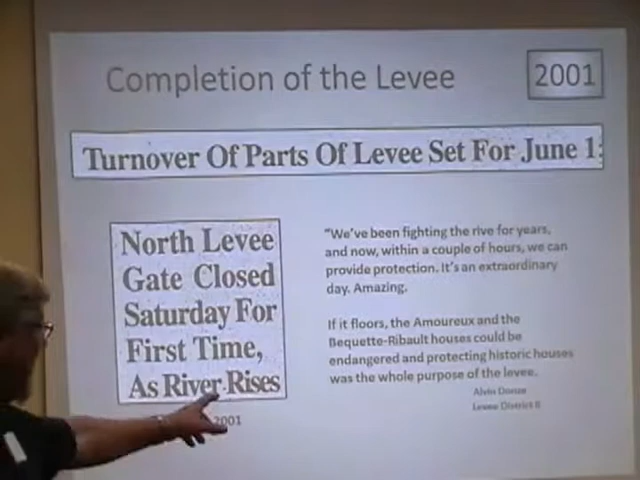 Completion of the Levee
2001
Turnover Of Parts Of Levee Set For June 1
North Levee
Gate Closed
Saturday For
First Time,
As River Rises
2001
"We've been fighting the rive for years,
and now, within a couple of hours, we can
provide protection. It's an extraordinary
day. Amazing.
If it floors, the Amoureux and the
Bequette-Ribault houses could be
endangered and protecting historic houses
was the whole purpose of the levee.
Alvin
Levee District II